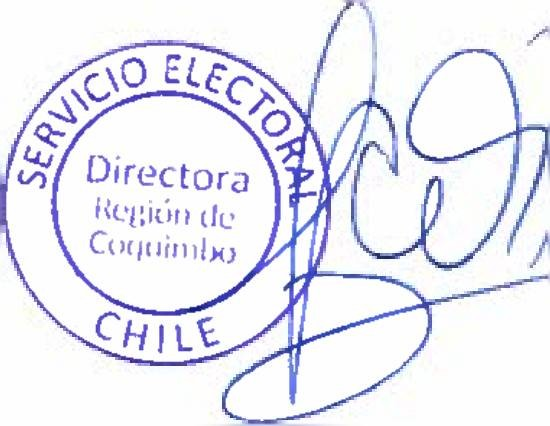 SERVICIO ELECTORAL
Directora
Región de
Coquimbo
CHILE